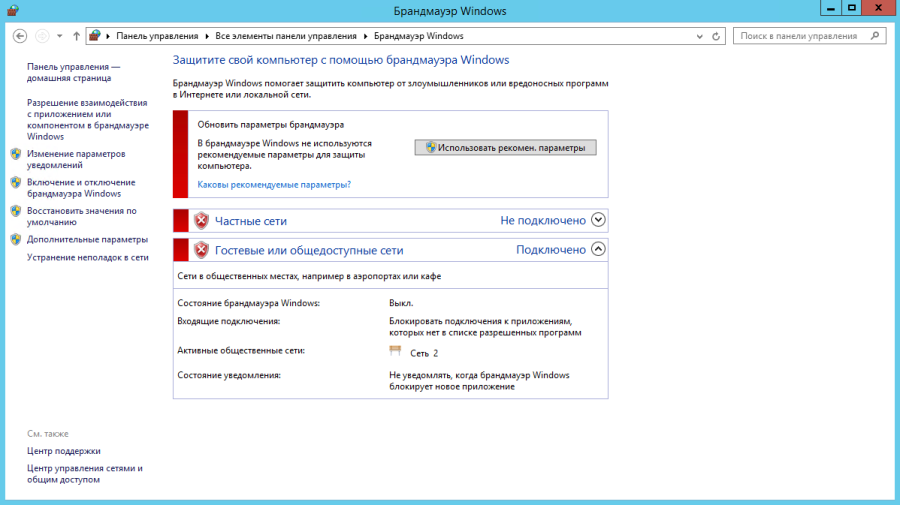 Брандмауэр Windows
Панель управления
Все элементы панели управления
Брандмауэр Windows
Поиск в панели управления
Панель управления —
домашняя страница
Разрешение взаимодействия
с приложением или
компонентом в брандмауэре
Windows
Изменение параметров
уведомлений
Включение и отключение
брандмауэра Windows
Восстановить значения по
умолчанию
Дополнительные параметры
Устранение неполадок в сети
См. также
Центр поддержки
Центр управления сетями и
общим доступом
Защитите свой компьютер с помощью брандмауэра Windows
Брандмауэр Windows помогает защитить компьютер от злоумышленников или вредоносных программ
в Интернете или локальной сети.
Обновить параметры брандмауэра
В брандмауэре Windows не используются
рекомендуемые параметры для защиты
компьютера.
Использовать рекомен. параметры
Каковы рекомендуемые параметры?
Частные сети Не подключено
Гостевые или общедоступные сети Подключено
Сети в общественных местах, например в аэропортах или кафе
Состояние брандмауэра Windows: Выкл.
Входящие подключения: Блокировать подключения к приложениям,
которых нет в списке разрешенных программ
Активные общественные сети: Сеть 2
Состояние уведомления: Не уведомлять, когда брандмауэр Windows
блокирует новое приложение